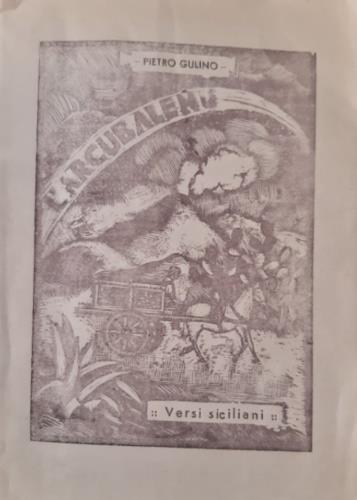 - PIETRO GULINO -
L'ARCUBALENU
:: Versi siciliani ::